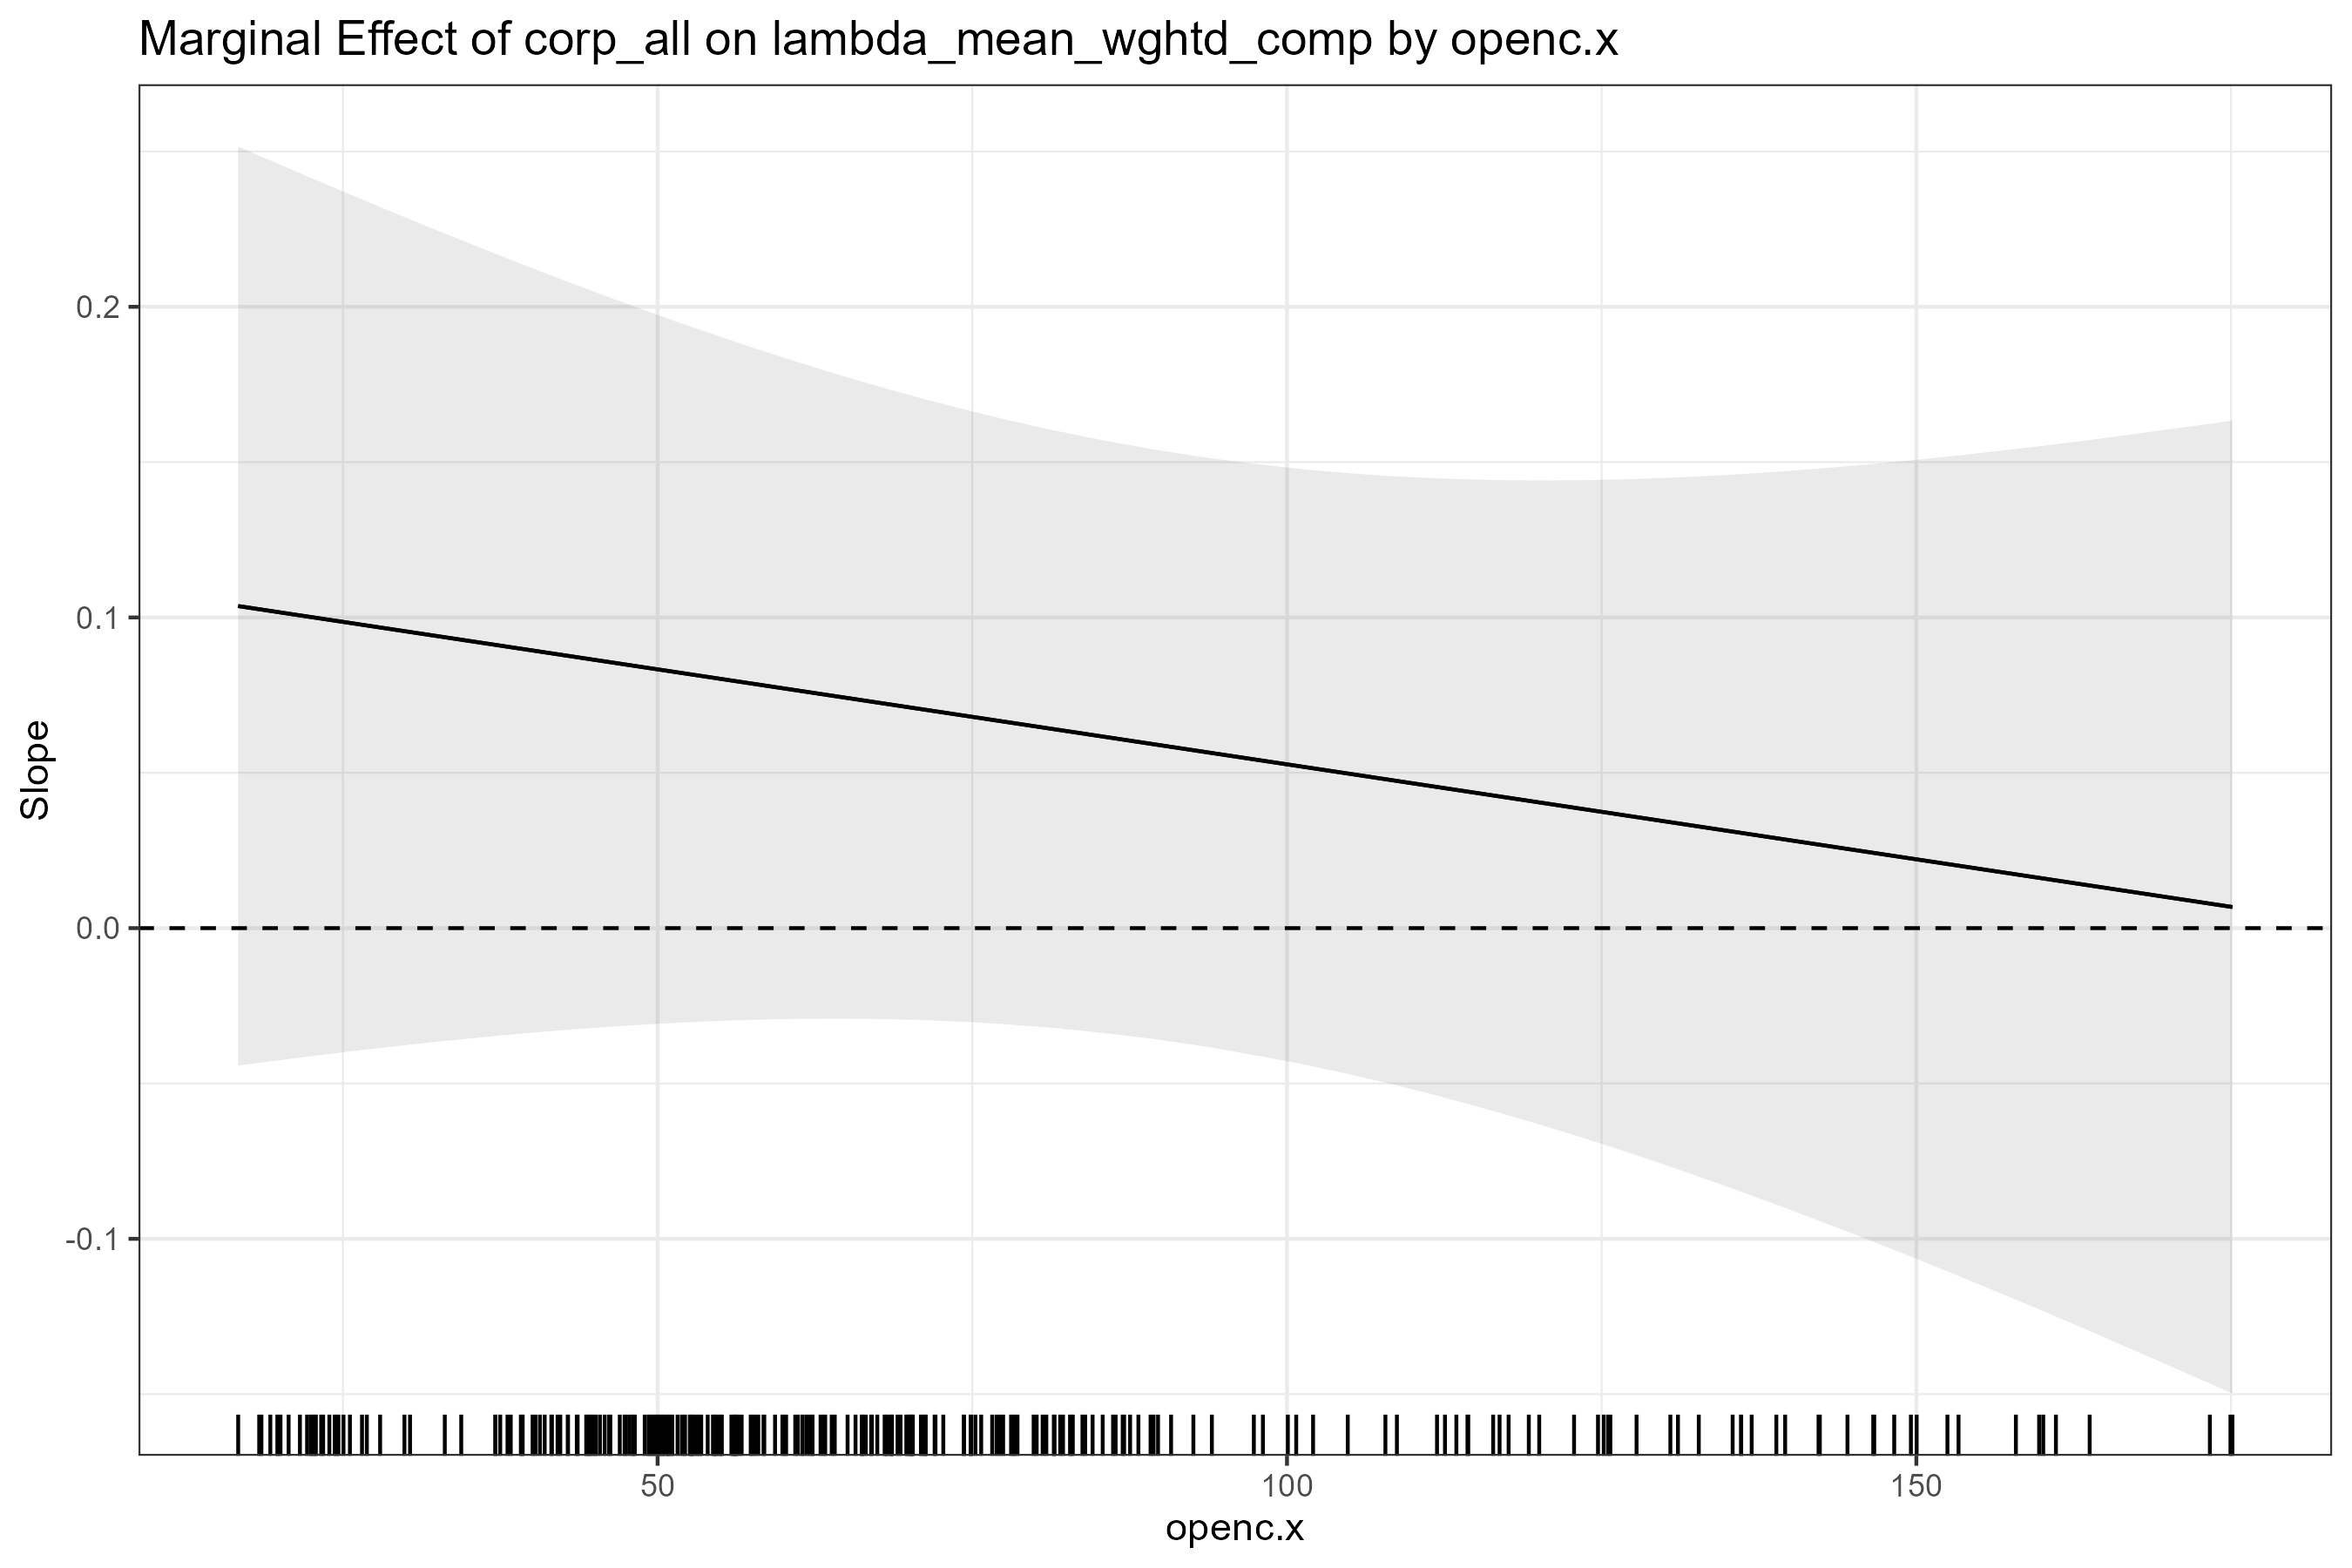 Marginal Effect of corp_all on lambda_mean_wghtd_comp by openc.x
0.2
0.1
0.0
-0.1
Slope
50
100
150
openc.x